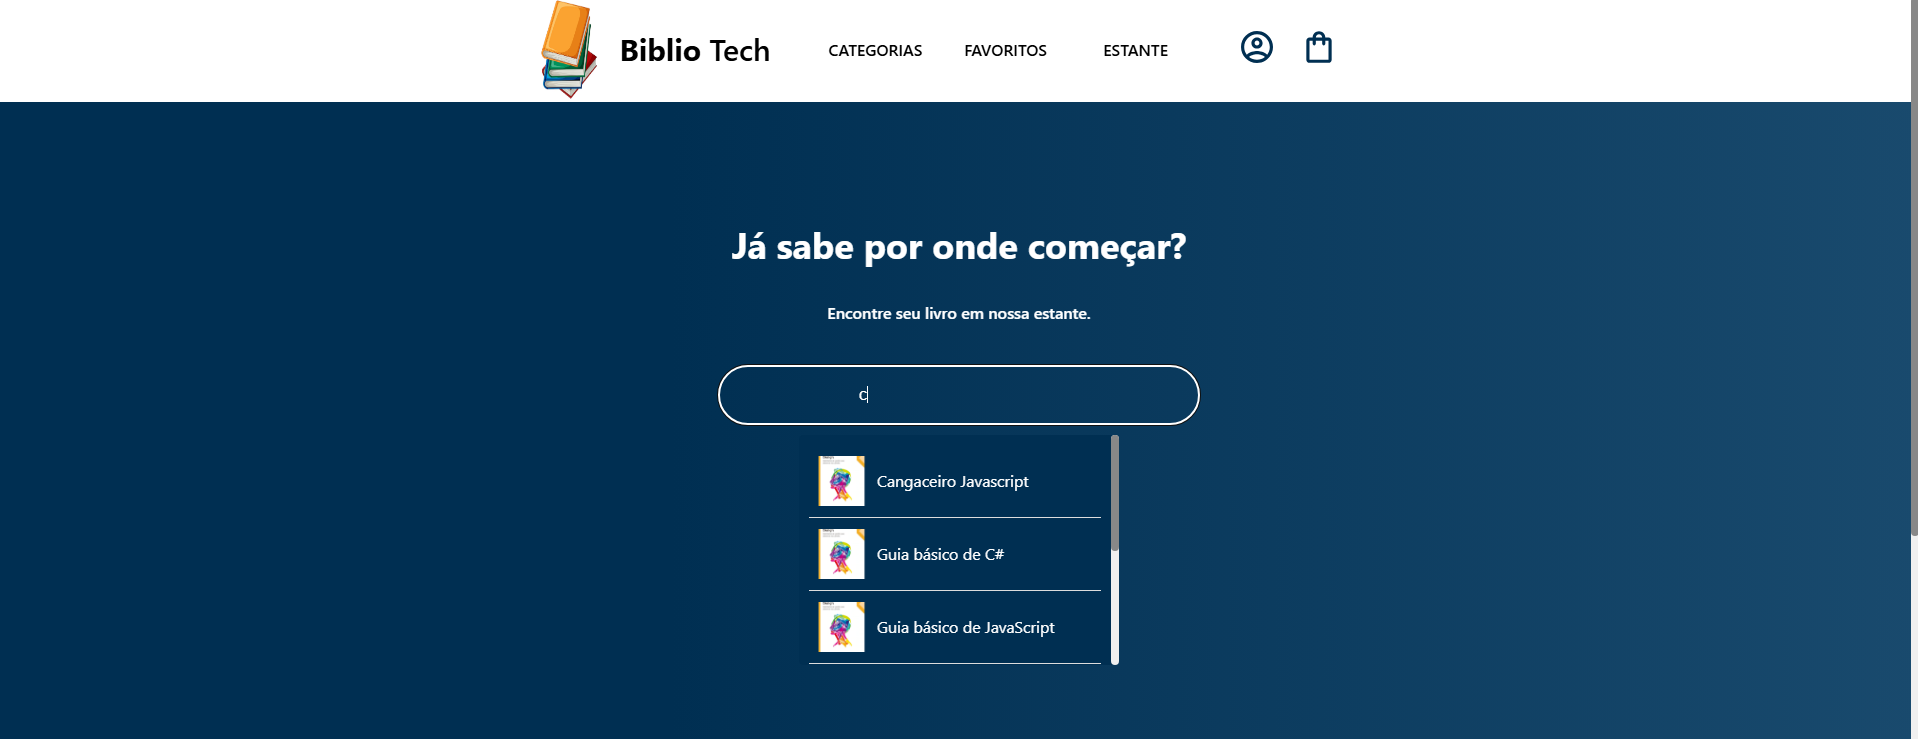 Biblio Tech
CATEGORIAS
FAVORITOS
ESTANTE
Já sabe por onde começar?
Encontre seu livro em nossa estante.
c
Cangaceiro Javascript
Guia básico de C#
Guia básico de JavaScript